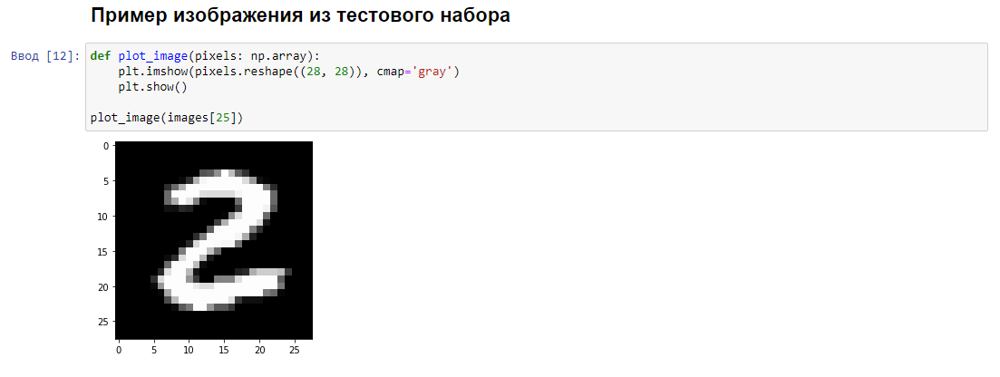 Пример изображения из тестового набора
Ввод [12]:
def plot_image(pixels: np.array):
    plt.imshow(pixels.reshape((28, 28)), cmap='gray')
    plt.show()
plot_image(images[25])
0
5
10
15
20
25
2
0 5 10 15 20 25